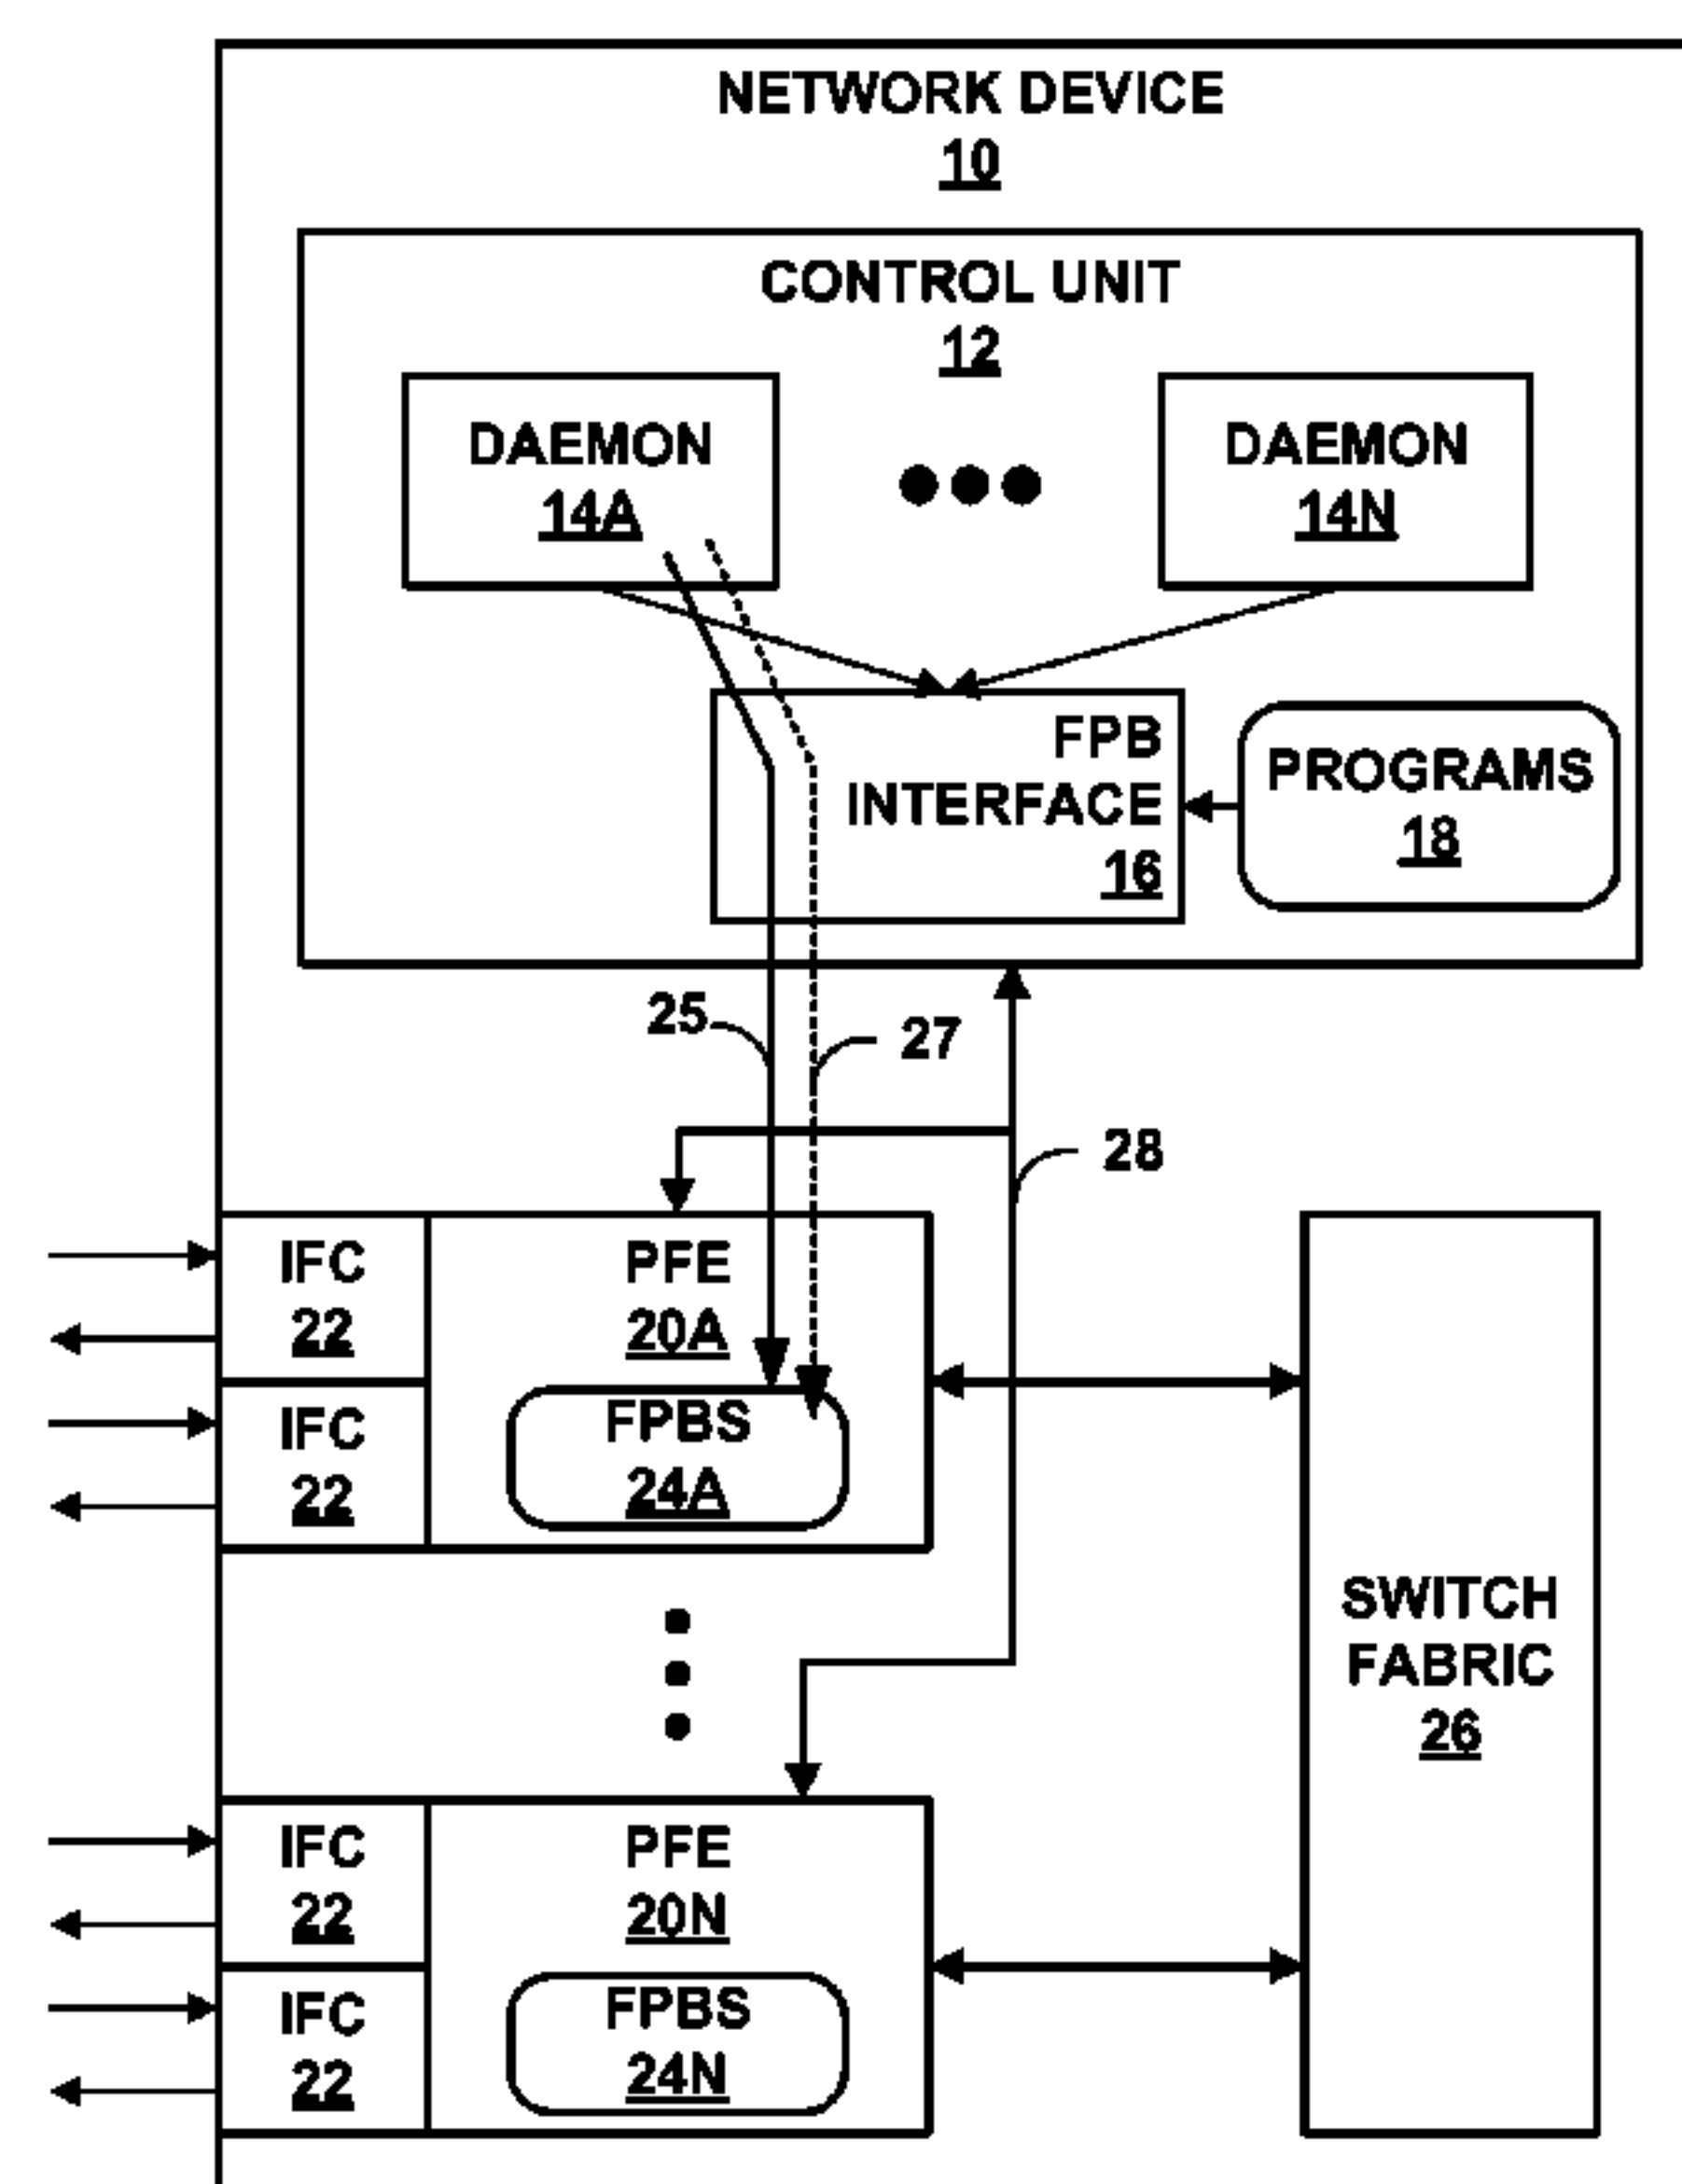 NETWORK DEVICE
10
CONTROL UNIT
12
DAEMON
14A
DAEMON
14N
FPB
INTERFACE
16
PROGRAMS
18
25
27
28
IFC
22
PFE
20A
IFC
22
FPBS
24A
SWITCH
FABRIC
26
IFC
22
PFE
20N
IFC
22
FPBS
24N